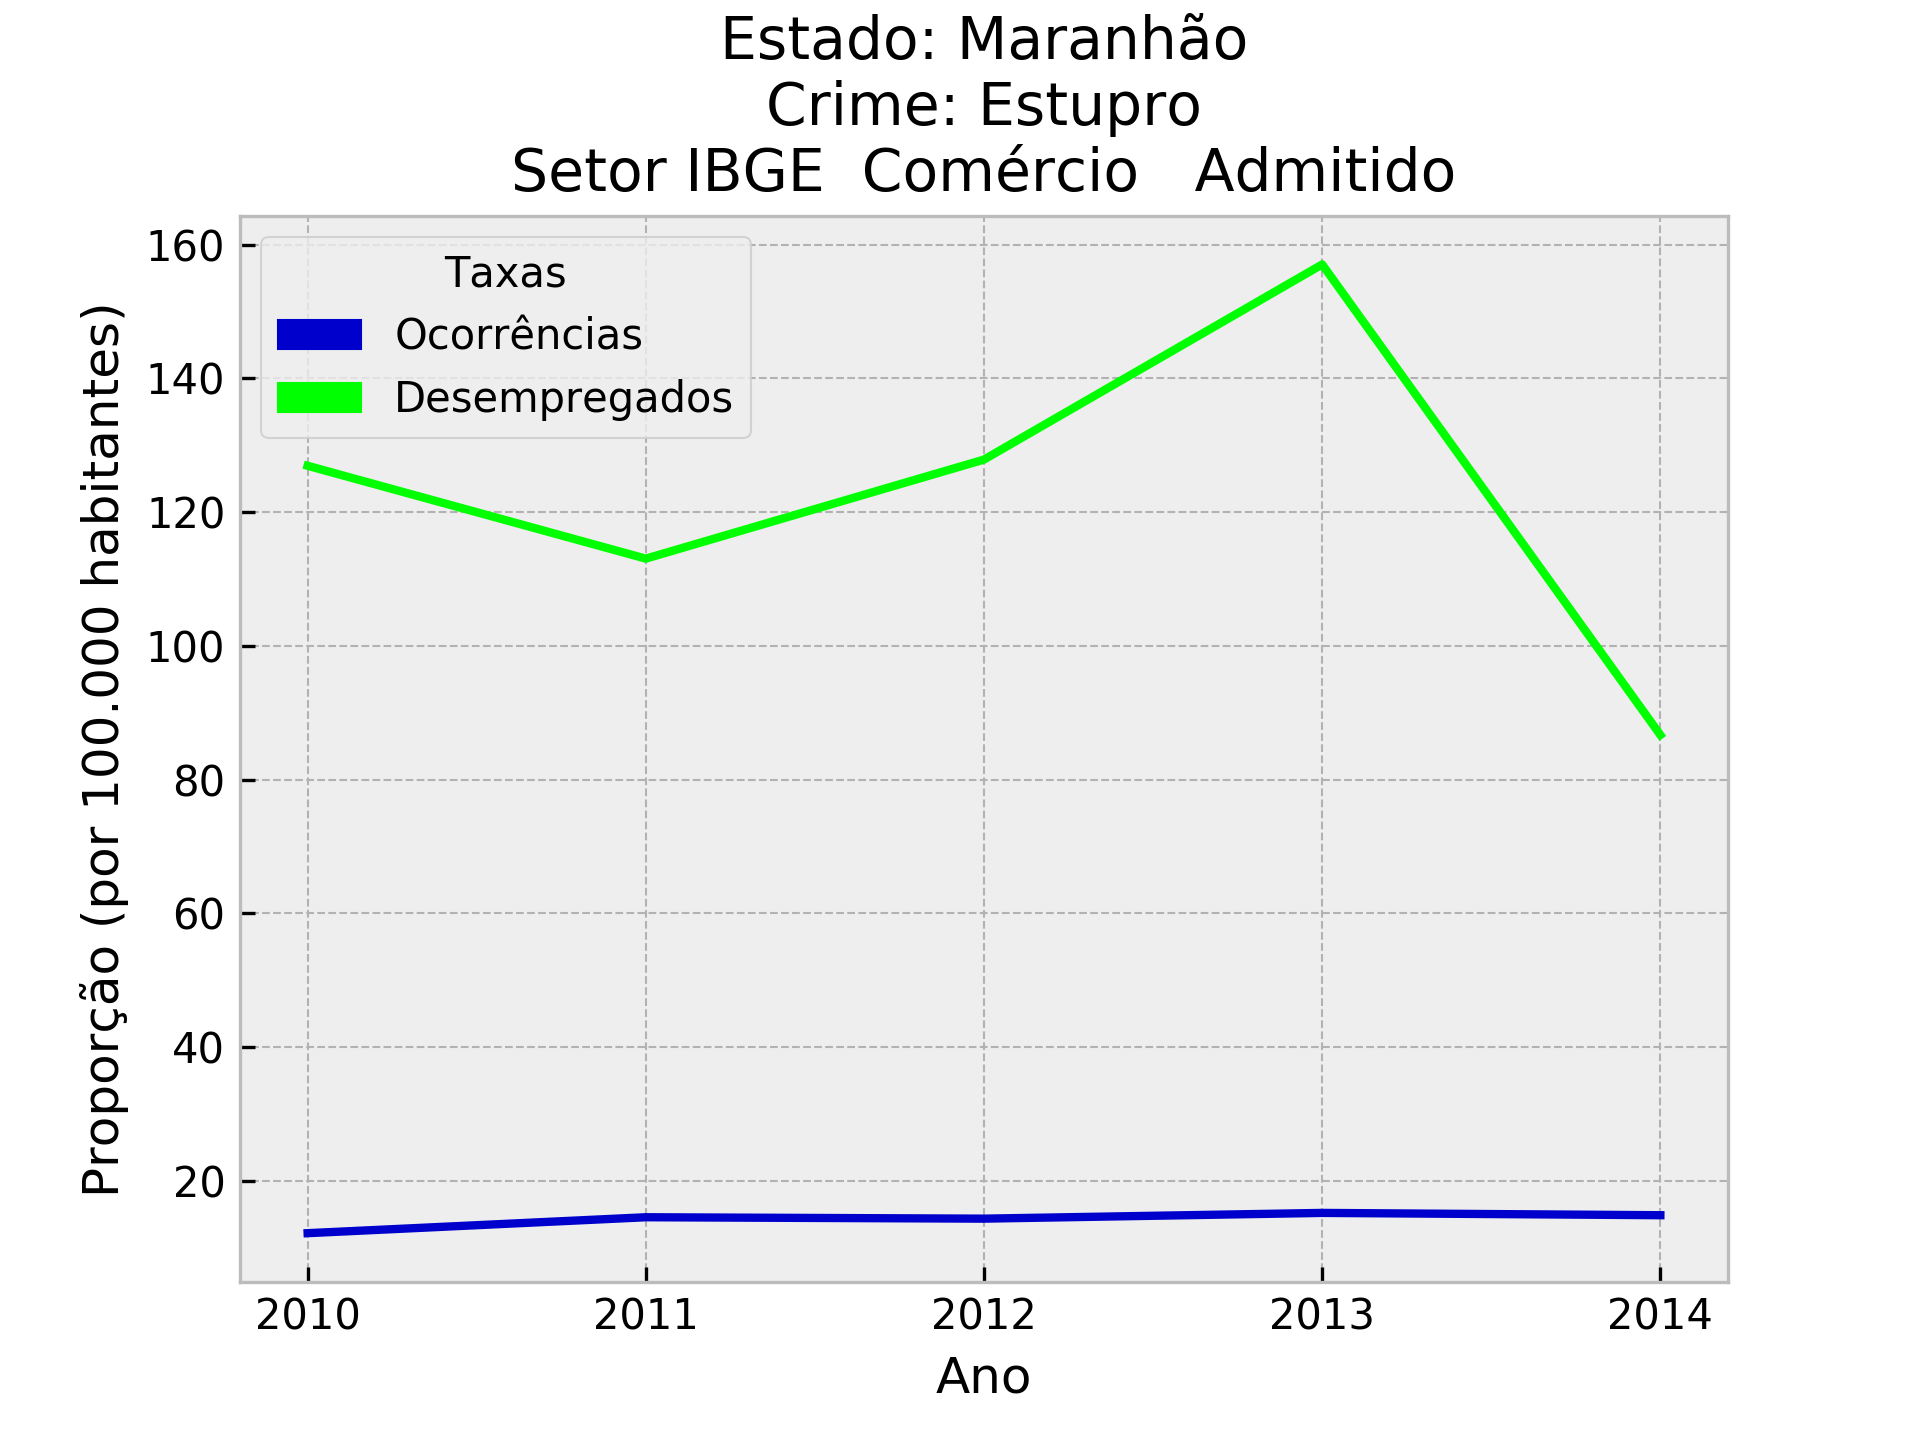 Estado: Maranhão
Crime: Estupro
Setor IBGE  Comércio   Admitido
Proporção (por 100.000 habitantes)
160
140
120
100
80
60
40
20
Taxas
Ocorrências
Desempregados
2010 2011 2012 2013 2014
Ano